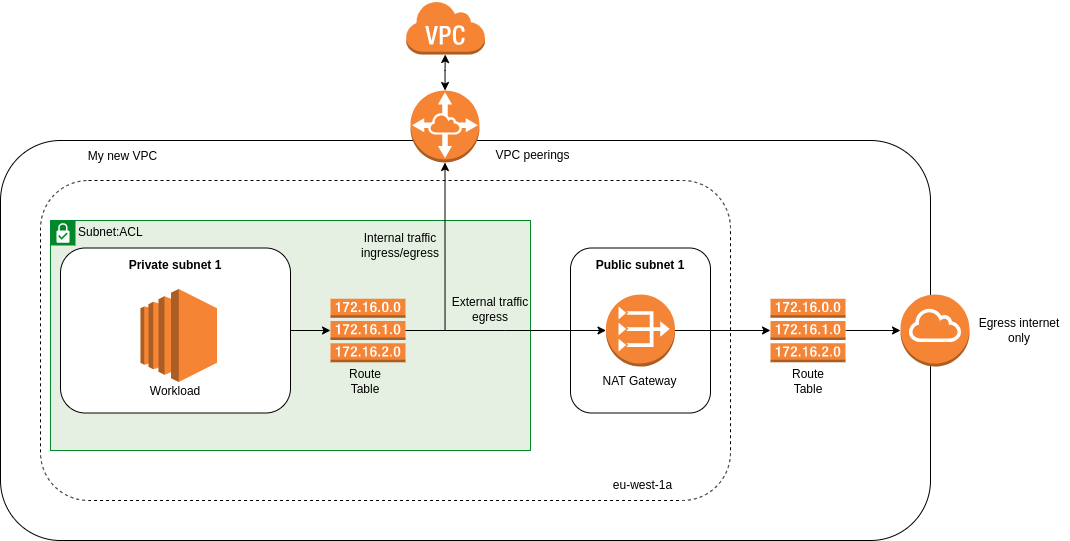 VPC
My new VPC
VPC peerings
Subnet:ACL
Internal traffic
ingress/egress
Private subnet 1
Public subnet 1
External traffic
egress
172.16.0.0
172.16.1.0
172.16.2.0
Route
Table
Workload
NAT Gateway
172.16.0.0
172.16.1.0
172.16.2.0
Route
Table
Egress internet
only
eu-west-1a